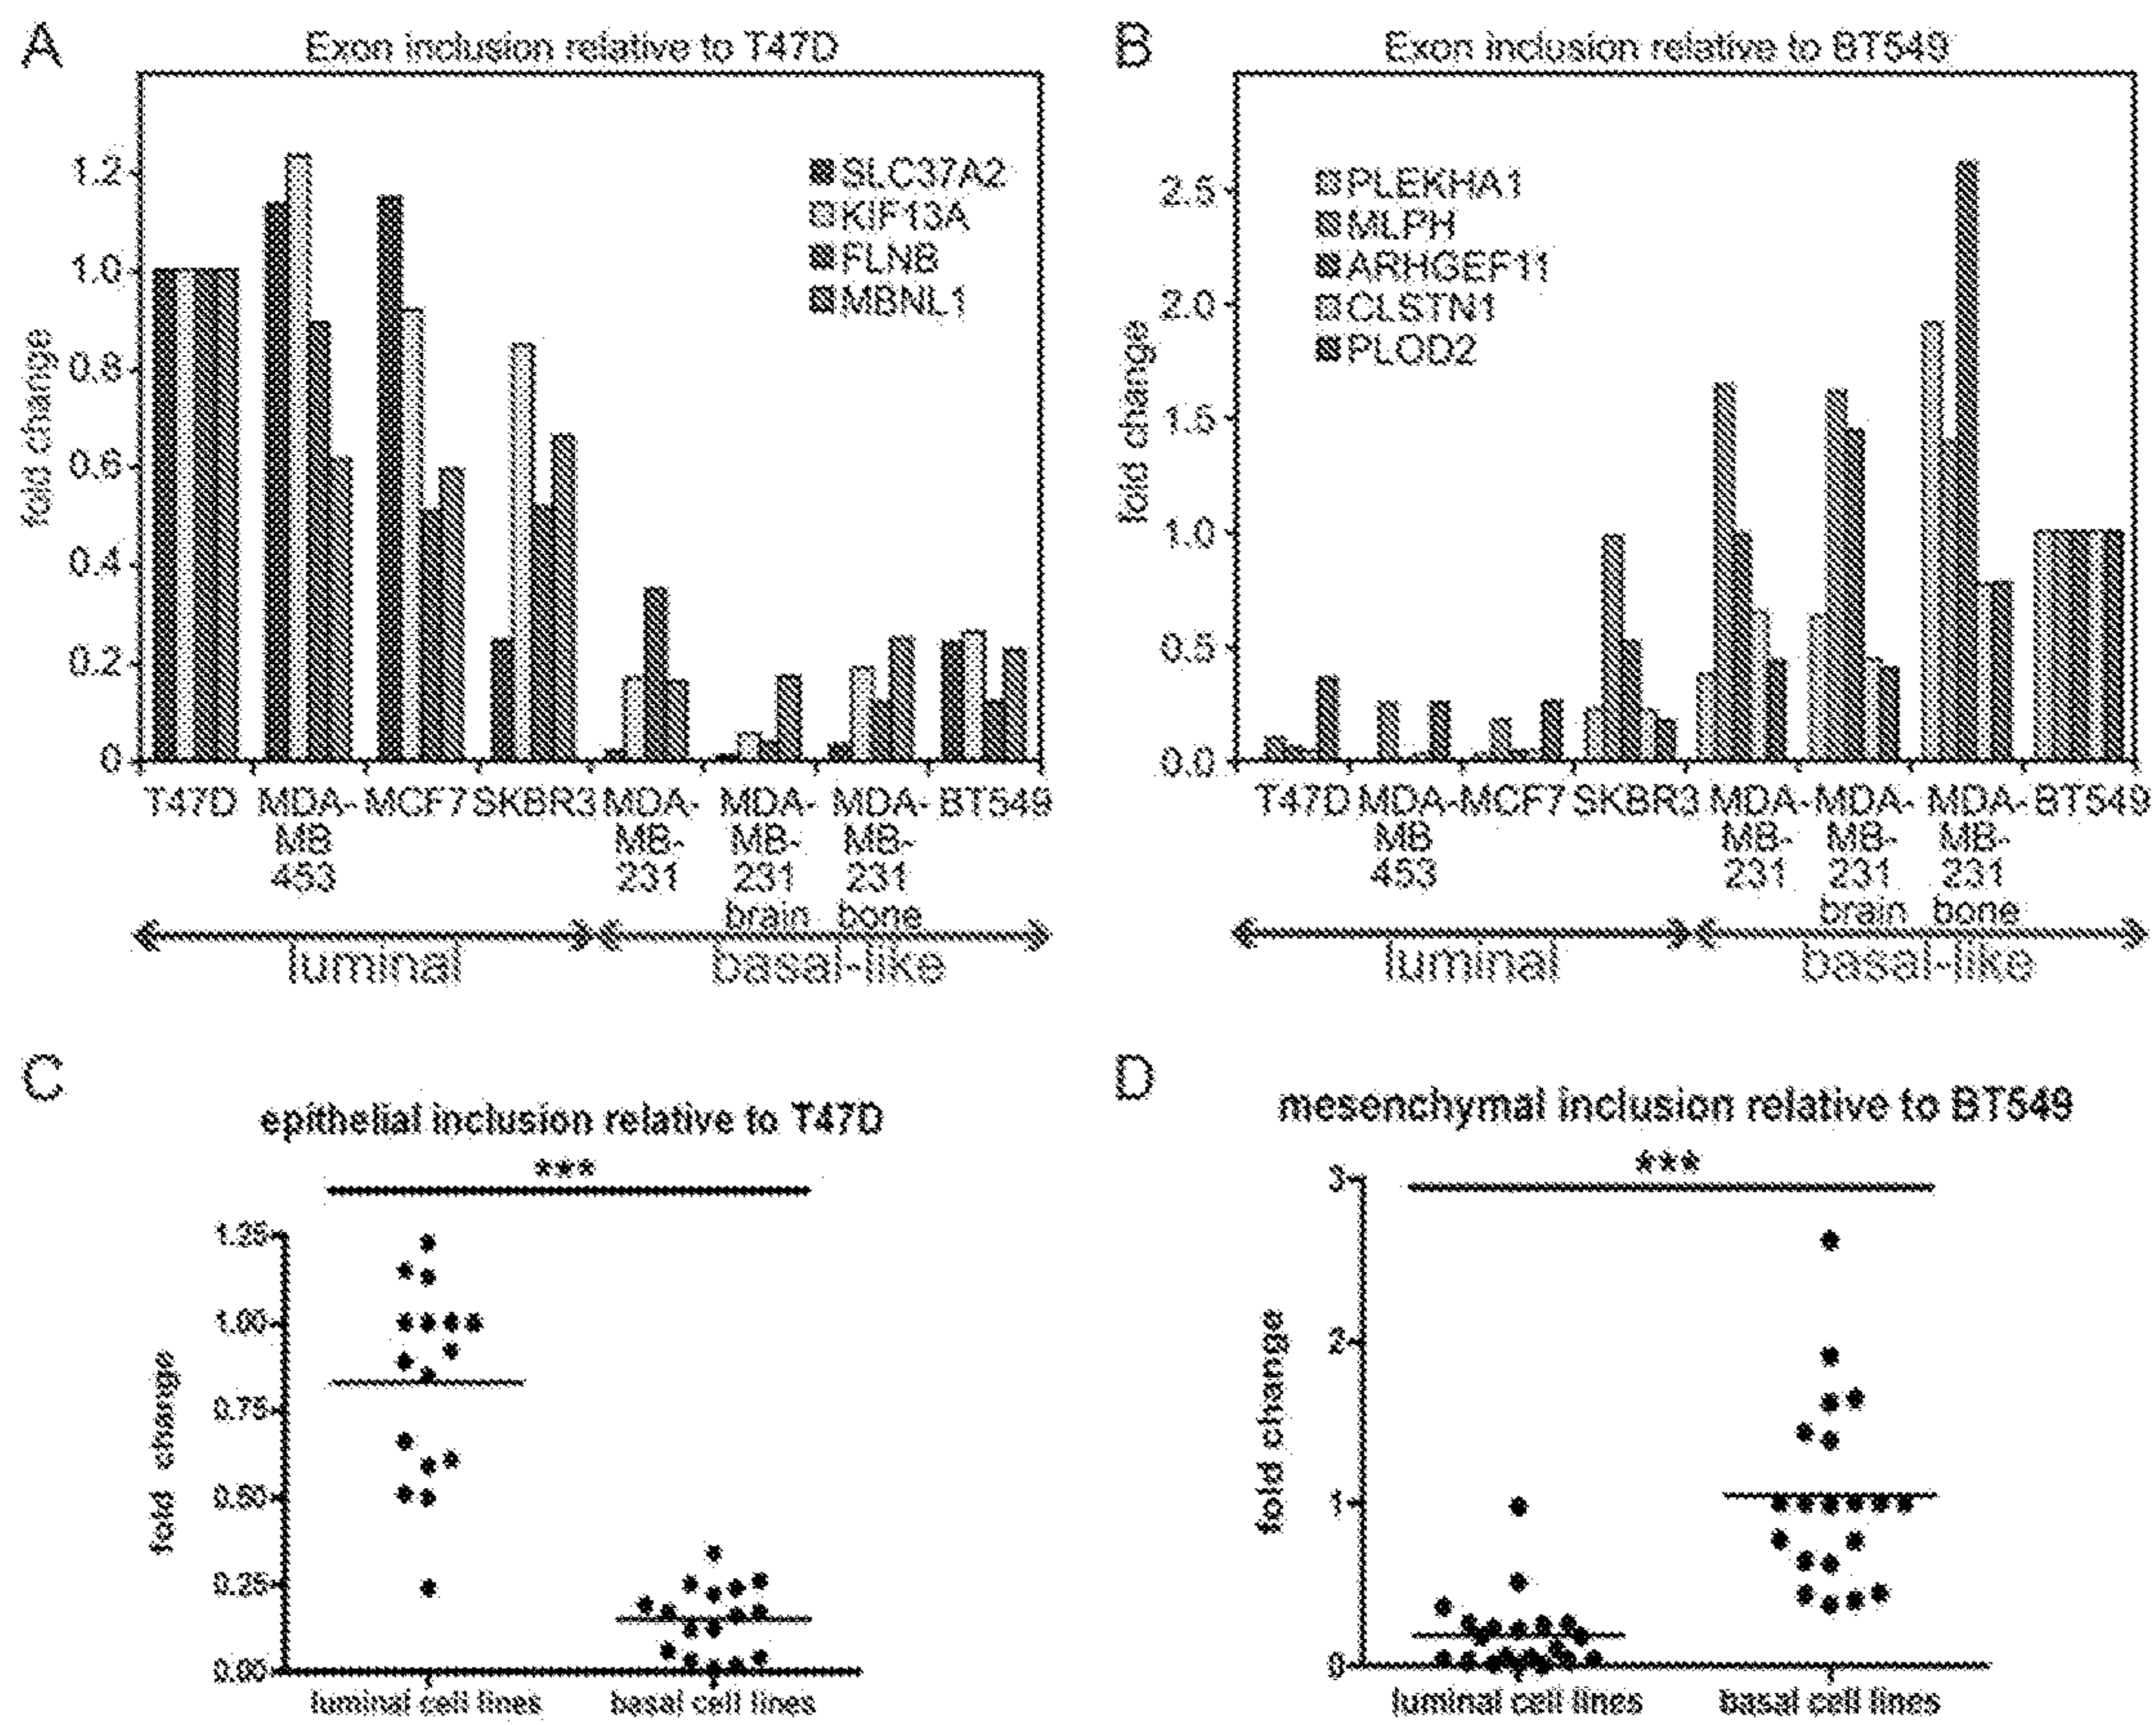 A
Exon inclusion relative to T47D
fold change
1.2
1.0
0.8
0.6
0.4
0.2
0
SLC37A2
KIF13A
FLNB
MBNL1
T47D MDA-MB 453 MCF7 SKBR3 MDA-MB-231 MDA-MB-231 brain MDA-MB-231 bone BT549
luminal basal-like
B
Exon inclusion relative to BT549
fold change
2.5
2.0
1.5
1.0
0.5
0.0
PLEKHA1
MLPH
ARHGEF11
CLSTN1
PLOD2
T47D MDA-MB 453 MCF7 SKBR3 MDA-MB-231 MDA-MB-231 brain MDA-MB-231 bone BT549
luminal basal-like
C
epithelial inclusion relative to T47D
***
fold change
1.25
1.00
0.75
0.50
0.25
0.00
luminal cell lines basal cell lines
D
mesenchymal inclusion relative to BT549
***
fold change
3
2
1
0
luminal cell lines basal cell lines